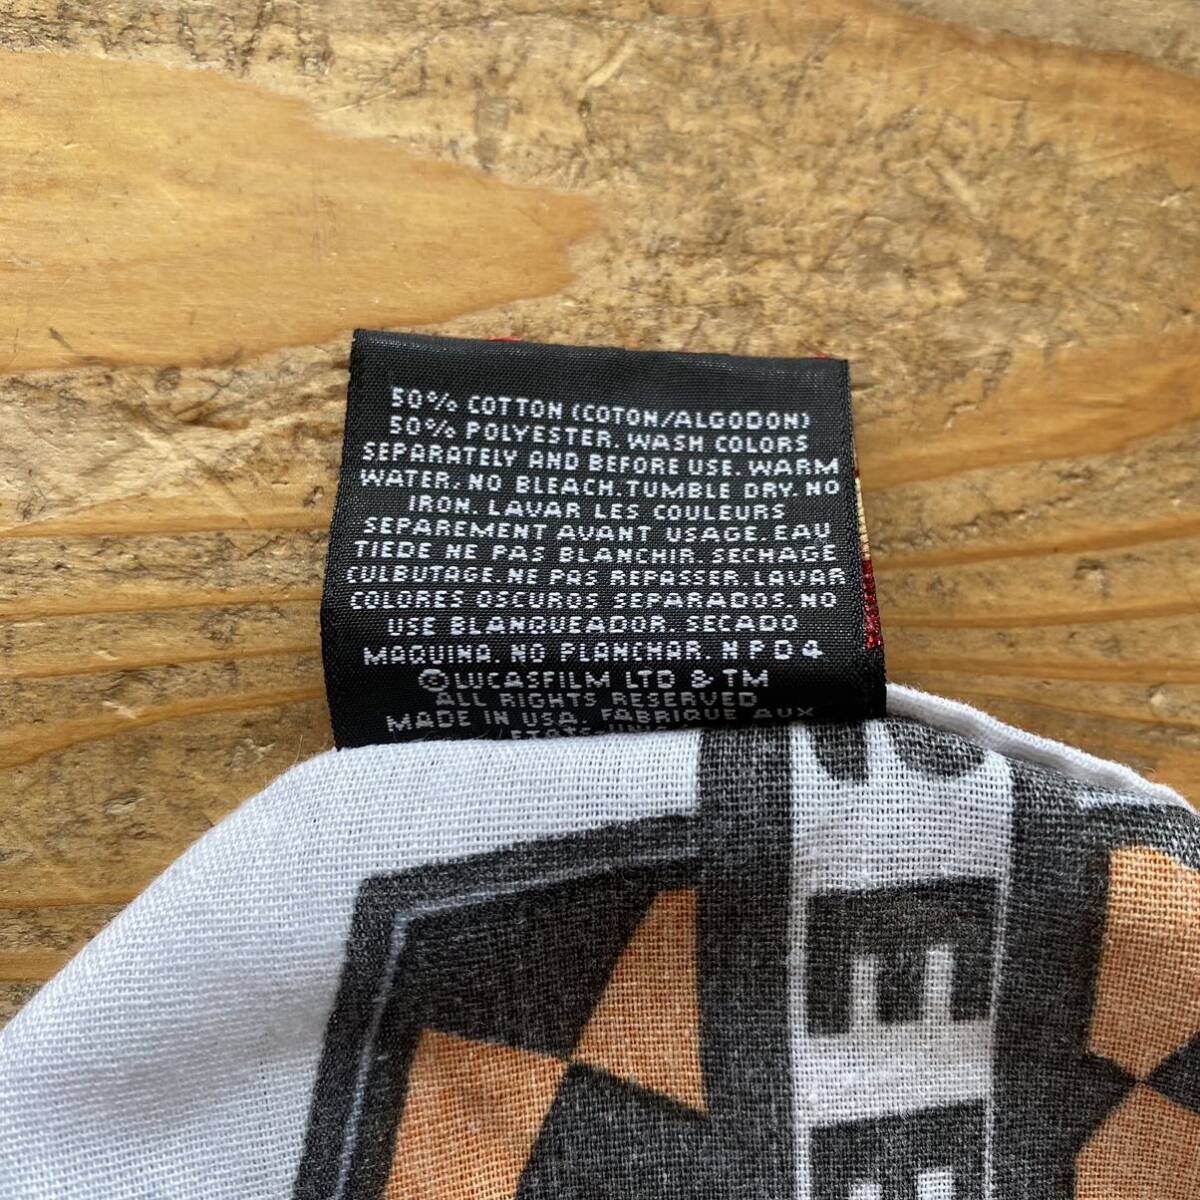 50% COTTON (COTON/ALGODON)
50% POLYESTER. WASH COLORS
SEPARATELY AND BEFORE USE. WARM
WATER. NO BLEACH. TUMBLE DRY. NO
IRON. LAVAR LES COULEURS
SEPAREMENT AVANT USAGE. EAU
TIEDE NE PAS BLANCHIR. SECHAGE
CULBUTAGE. NE PAS REPASSER. LAVAR
COLORES OSCUROS SEPARADOS. NO
USE BLANQUEADOR. SECADO
MAQUINA. NO PLANCHAR. NPD4
©LUCASFILM LTD & TM
ALL RIGHTS RESERVED
MADE IN USA. FABRIQUE AUX
E